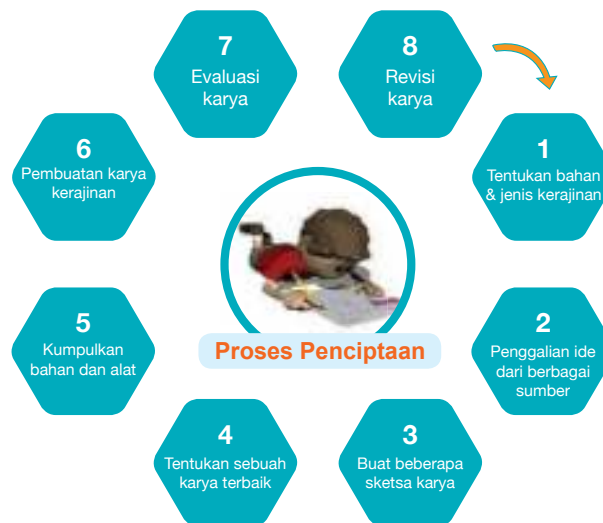 7
Evaluasi
karya
8
Revisi
karya
6
Pembuatan karya
kerajinan
1
Tentukan bahan
& jenis kerajinan
5
Kumpulkan
bahan dan alat
Proses Penciptaan
2
Penggalian ide
dari berbagai
sumber
4
Tentukan sebuah
karya terbaik
3
Buat beberapa
sketsa karya